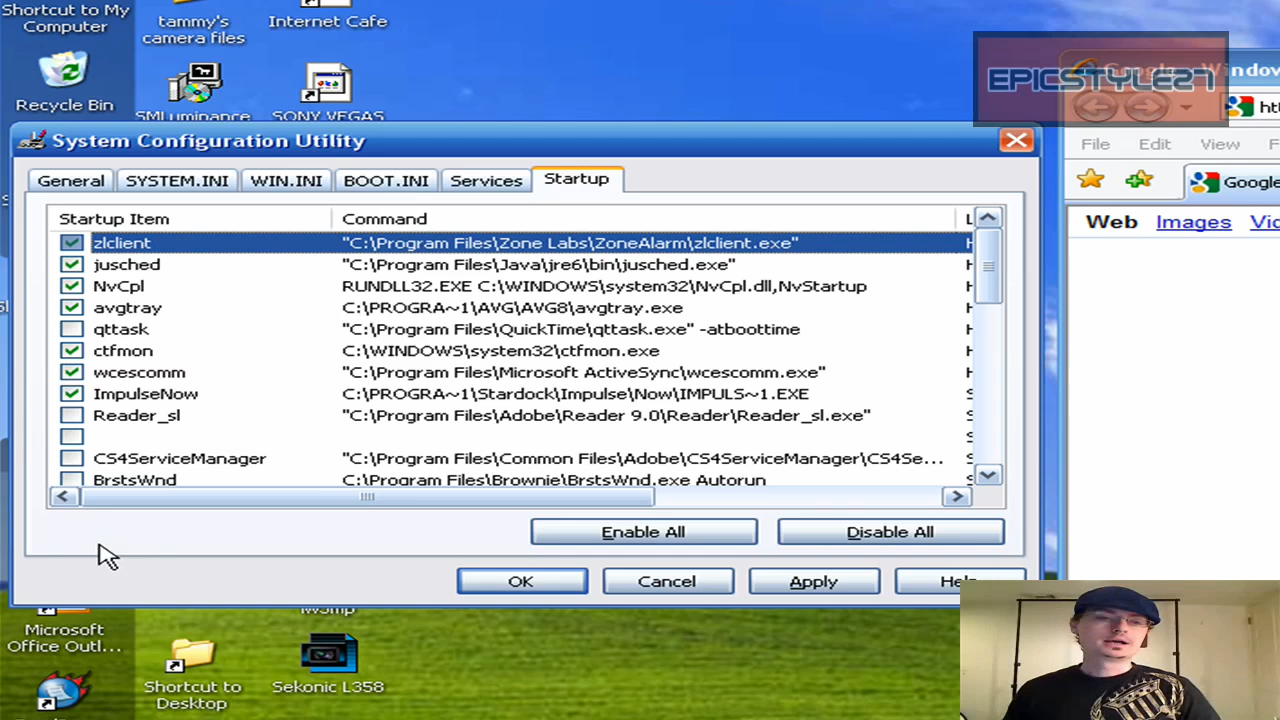 Shortcut to My
Computer
tammy's
camera files
Internet Cafe
EPICSTYLE27
Google - Windo
Recycle Bin
SMLuminance
SONY VEGAS
File Edit View
System Configuration Utility
General SYSTEM.INI WIN.INI BOOT.INI Services Startup
Google
Startup Item Command L
Web Images Vi
zlclient "C:\Program Files\Zone Labs\ZoneAlarm\zlclient.exe" H
jusched "C:\Program Files\Java\jre6\bin\jusched.exe" H
NvCpl RUNDLL32.EXE C:\WINDOWS\system32\NvCpl.dll,NvStartup H
avgtray C:\PROGRA~1\AVG\AVG8\avgtray.exe H
qttask "C:\Program Files\QuickTime\qttask.exe" -atboottime H
ctfmon C:\WINDOWS\system32\ctfmon.exe H
wcescomm "C:\Program Files\Microsoft ActiveSync\wcescomm.exe" H
ImpulseNow C:\PROGRA~1\Stardock\Impulse\Now\IMPULS~1.EXE S
Reader_sl "C:\Program Files\Adobe\Reader 9.0\Reader\Reader_sl.exe" S
CS4ServiceManager "C:\Program Files\Common Files\Adobe\CS4ServiceManager\CS4Se...
BrstsWnd C:\Program Files\Brownie\BrstsWnd.exe Autorun
Enable All Disable All
OK Cancel Apply Help
Microsoft
Office Outl...
Shortcut to
Desktop
Sekonic L358